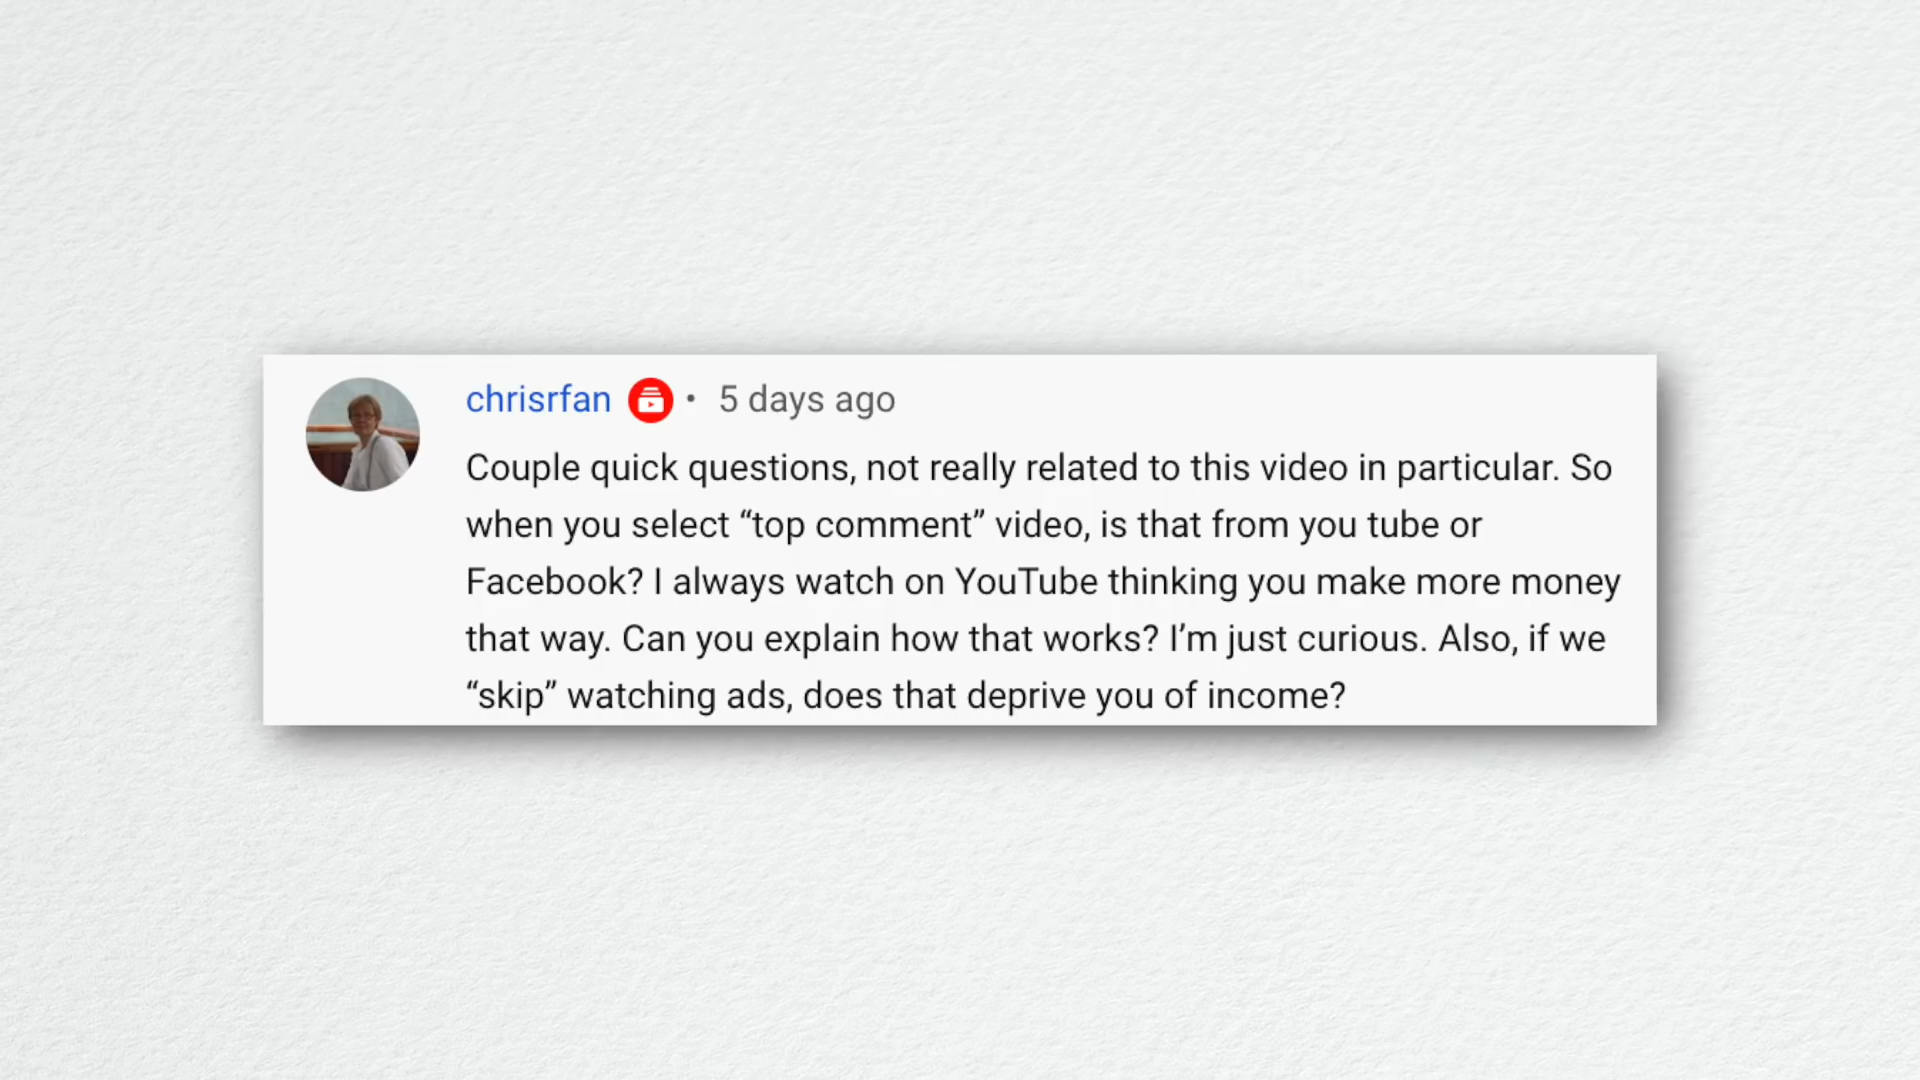 chrisrfan • 5 days ago
Couple quick questions, not really related to this video in particular. So
when you select “top comment” video, is that from you tube or
Facebook? I always watch on YouTube thinking you make more money
that way. Can you explain how that works? I’m just curious. Also, if we
“skip” watching ads, does that deprive you of income?